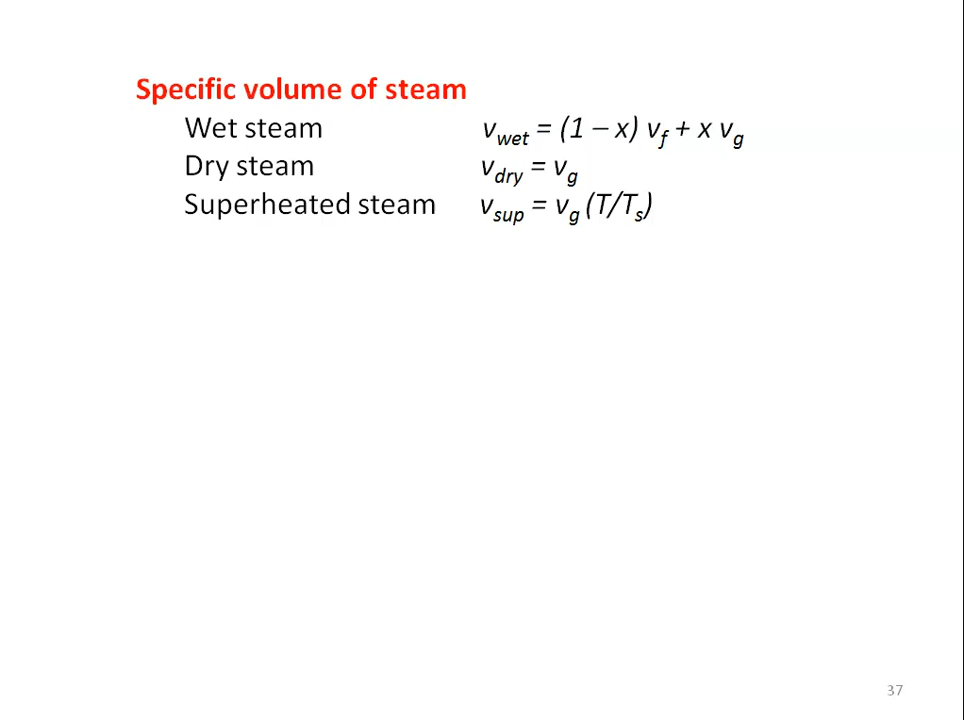 Specific volume of steam
Wet steam v_wet = (1 – x) v_f + x v_g
Dry steam v_dry = v_g
Superheated steam v_sup = v_g (T/T_s)
37